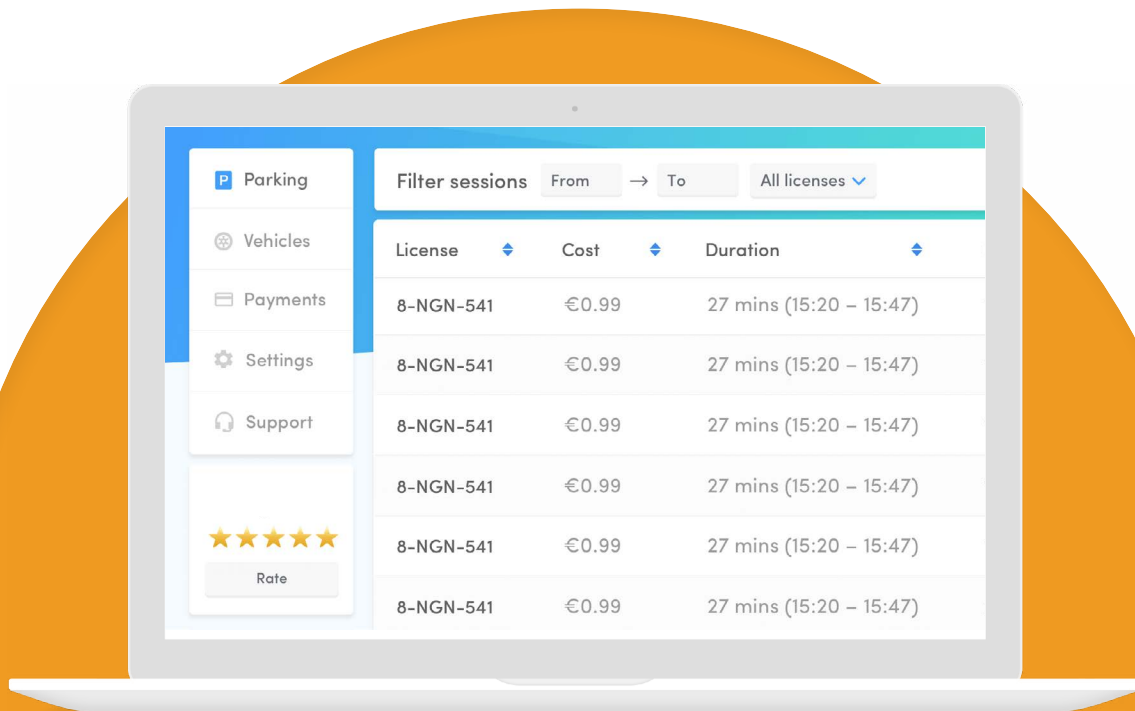 P Parking
Vehicles
Payments
Settings
Support
Rate
Filter sessions From → To All licenses
License Cost Duration
8-NGN-541 €0.99 27 mins (15:20 – 15:47)
8-NGN-541 €0.99 27 mins (15:20 – 15:47)
8-NGN-541 €0.99 27 mins (15:20 – 15:47)
8-NGN-541 €0.99 27 mins (15:20 – 15:47)
8-NGN-541 €0.99 27 mins (15:20 – 15:47)
8-NGN-541 €0.99 27 mins (15:20 – 15:47)